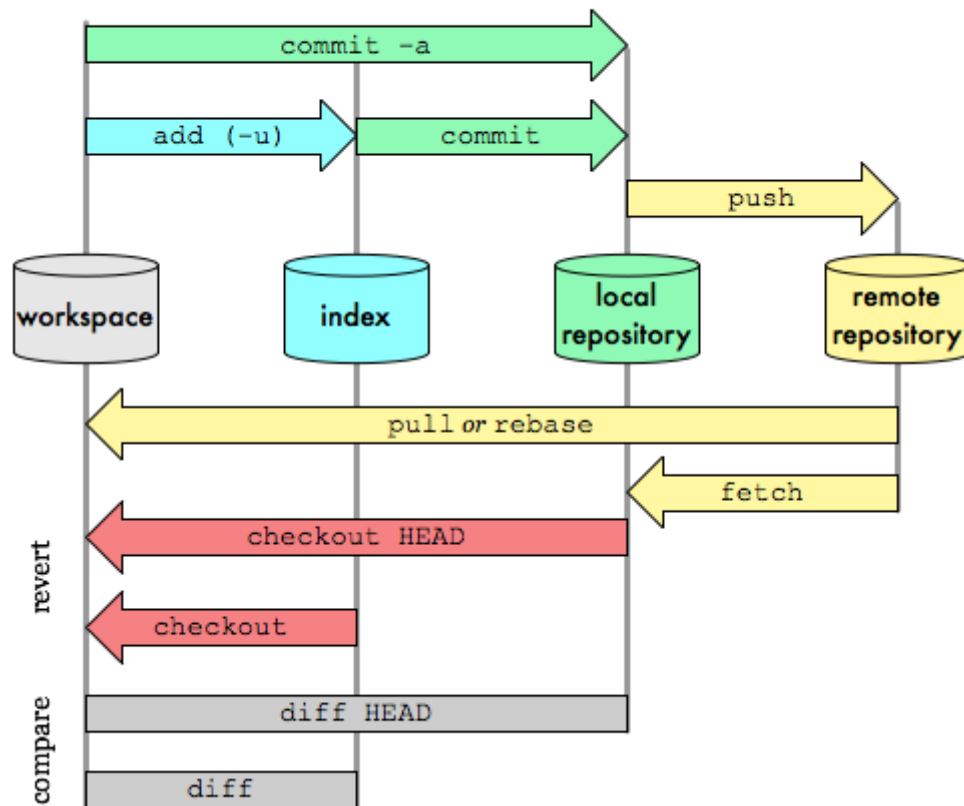 commit -a
add (-u)
commit
push
workspace
index
local
repository
remote
repository
pull or rebase
fetch
revert
checkout HEAD
checkout
compare
diff HEAD
diff